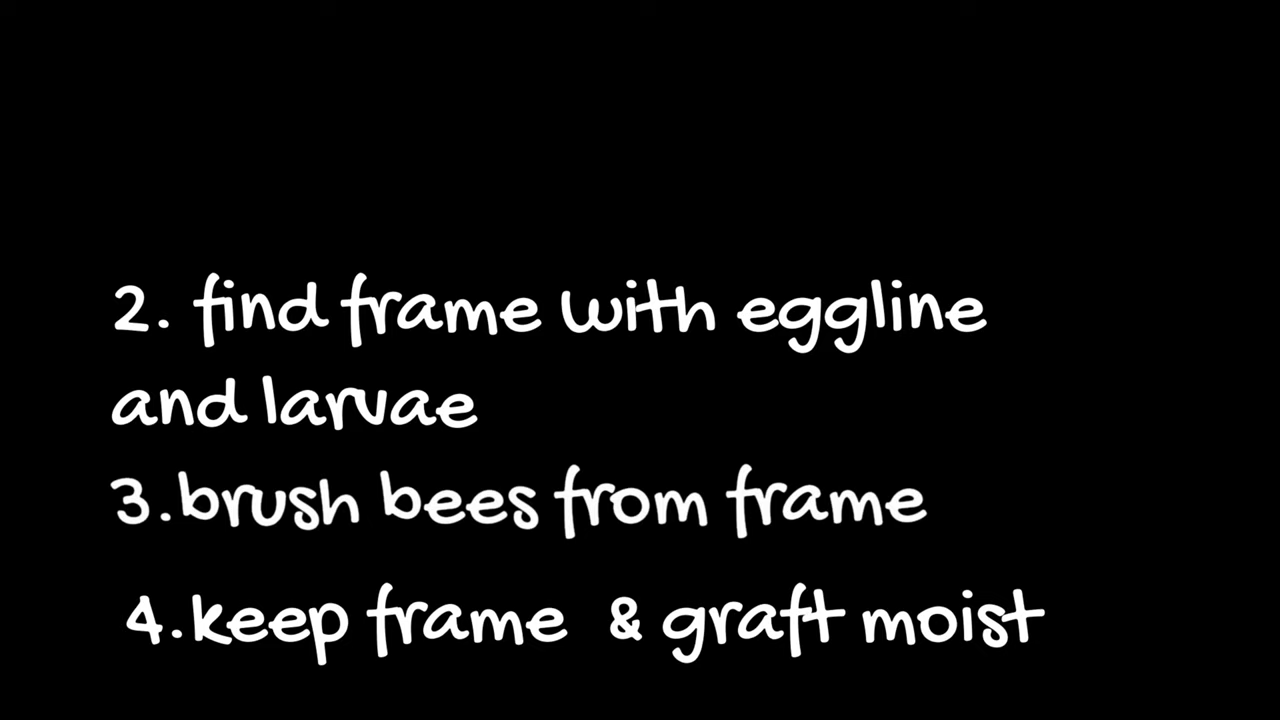 2. find frame with eggline
and larvae
3.brush bees from frame
4.keep frame & graft moist